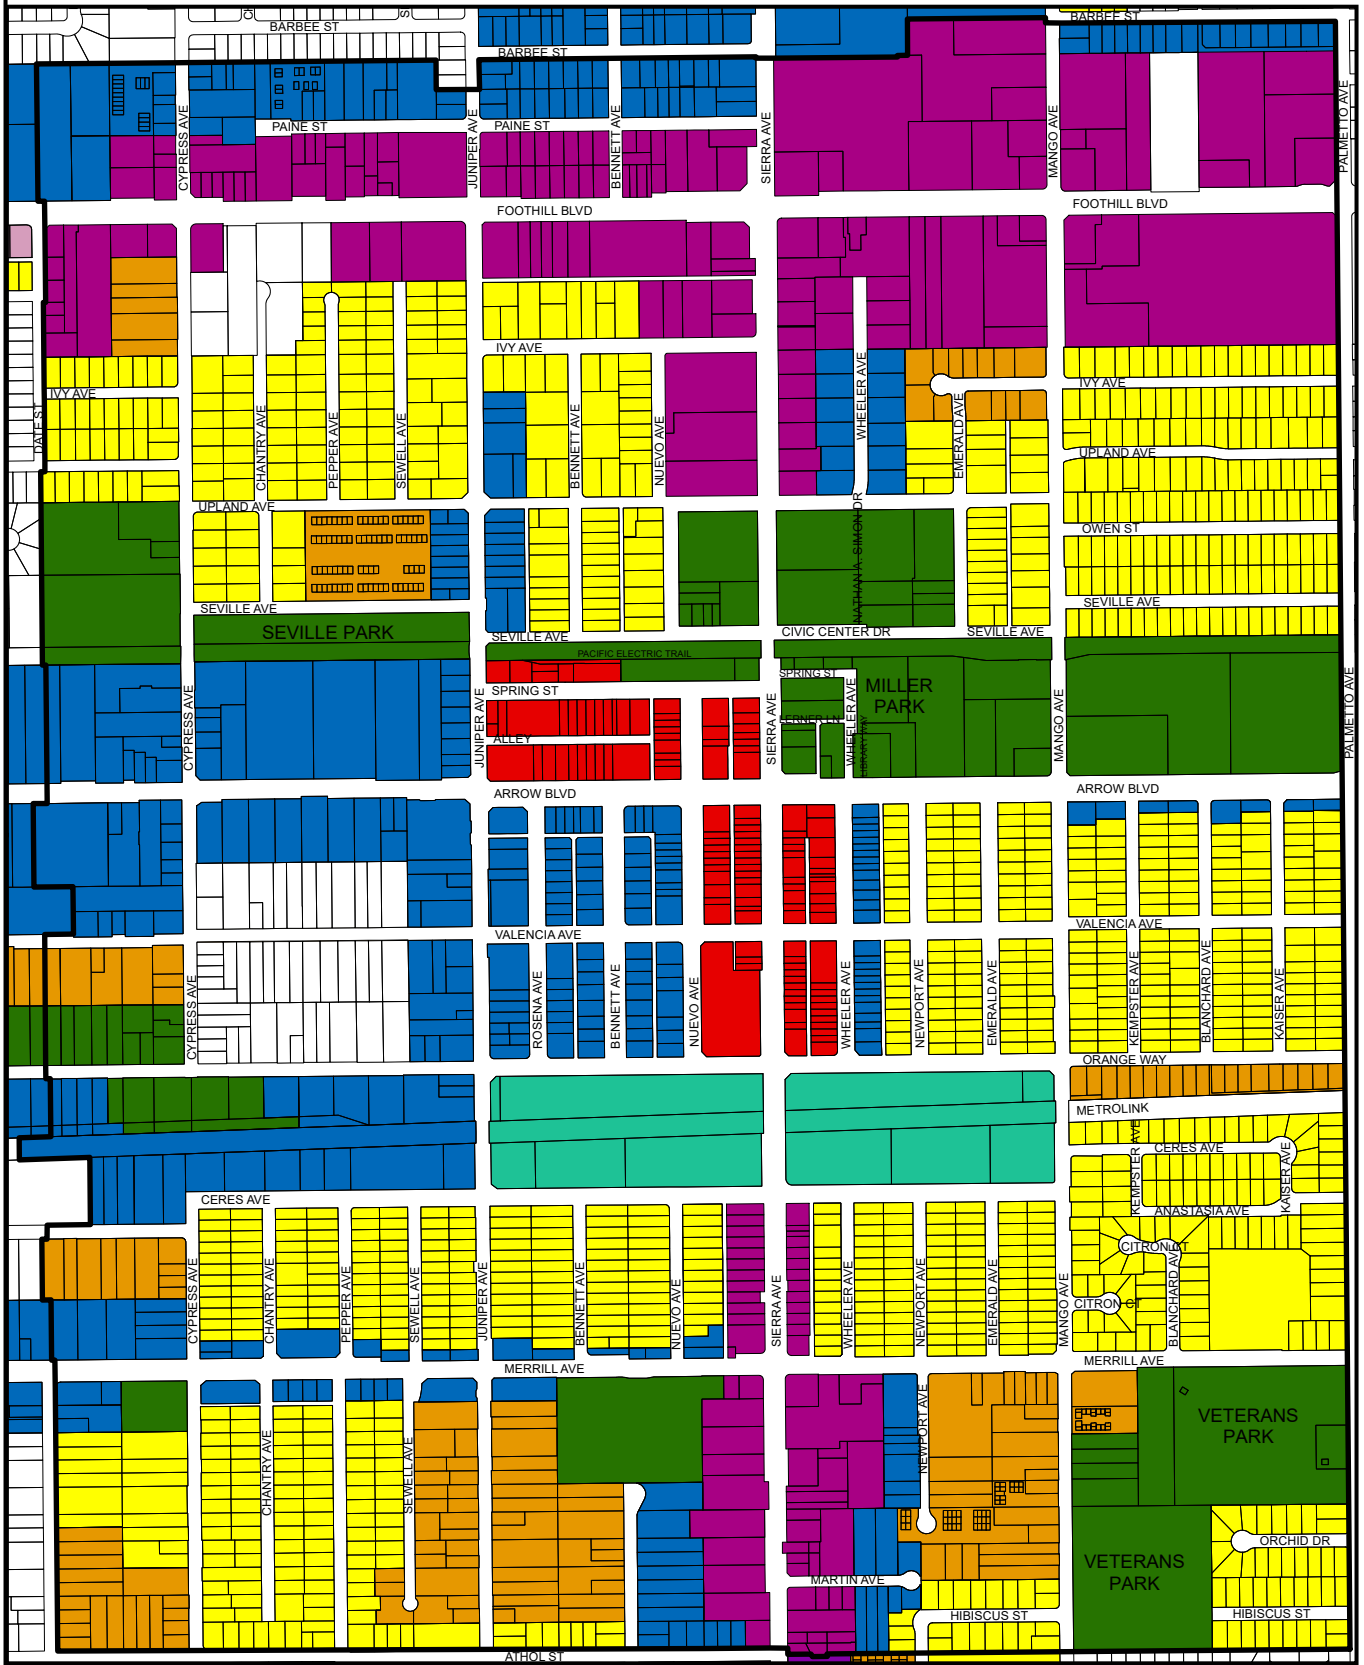 BARBEE ST
BARBEE ST
BARBEE ST
PAINE ST
PAINE ST
CYPRESS AVE
JUNIPER AVE
BENNETT AVE
SIERRA AVE
MANGO AVE
PALMETTO AVE
FOOTHILL BLVD
FOOTHILL BLVD
IVY AVE
IVY AVE
IVY AVE
DATE ST
CHANTRY AVE
PEPPER AVE
SEWELL AVE
BENNETT AVE
NUEVO AVE
WHEELER AVE
EMERALD AVE
UPLAND AVE
UPLAND AVE
OWEN ST
NATHAN A. SIMON DR
SEVILLE AVE
SEVILLE AVE
SEVILLE AVE
SEVILLE AVE
CIVIC CENTER DR
SEVILLE PARK
PACIFIC ELECTRIC TRAIL
SPRING ST
SPRING ST
MILLER
PARK
CYPRESS AVE
JUNIPER AVE
ALLEY
SIERRA AVE
LERNER LN
WHEELER AVE
LIBRARY WAY
MANGO AVE
PALMETTO AVE
ARROW BLVD
ARROW BLVD
VALENCIA AVE
VALENCIA AVE
CYPRESS AVE
ROSENA AVE
BENNETT AVE
NUEVO AVE
WHEELER AVE
NEWPORT AVE
EMERALD AVE
KEMPSTER AVE
BLANCHARD AVE
KAISER AVE
ORANGE WAY
METROLINK
CERES AVE
CERES AVE
KEMPSTER AVE
KAISER AVE
ANASTASIA AVE
CITRON CT
CITRON CT
CYPRESS AVE
CHANTRY AVE
PEPPER AVE
SEWELL AVE
JUNIPER AVE
BENNETT AVE
NUEVO AVE
SIERRA AVE
WHEELER AVE
NEWPORT AVE
EMERALD AVE
MANGO AVE
BLANCHARD AVE
MERRILL AVE
MERRILL AVE
CHANTRY AVE
SEWELL AVE
NEWPORT AVE
VETERANS
PARK
VETERANS
PARK
ORCHID DR
MARTIN AVE
HIBISCUS ST
HIBISCUS ST
ATHOL ST